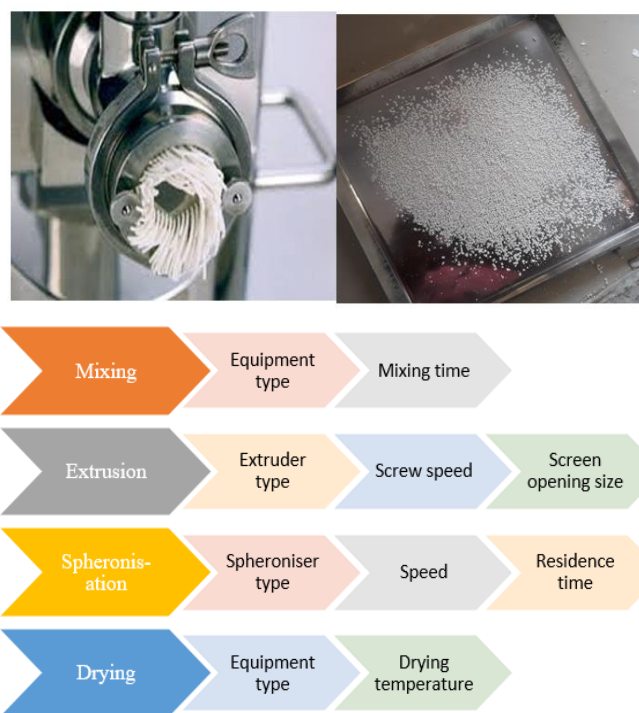 Mixing
Equipment
type
Mixing time
Extrusion
Extruder
type
Screw speed
Screen
opening size
Spheronis-
ation
Spheroniser
type
Speed
Residence
time
Drying
Equipment
type
Drying
temperature